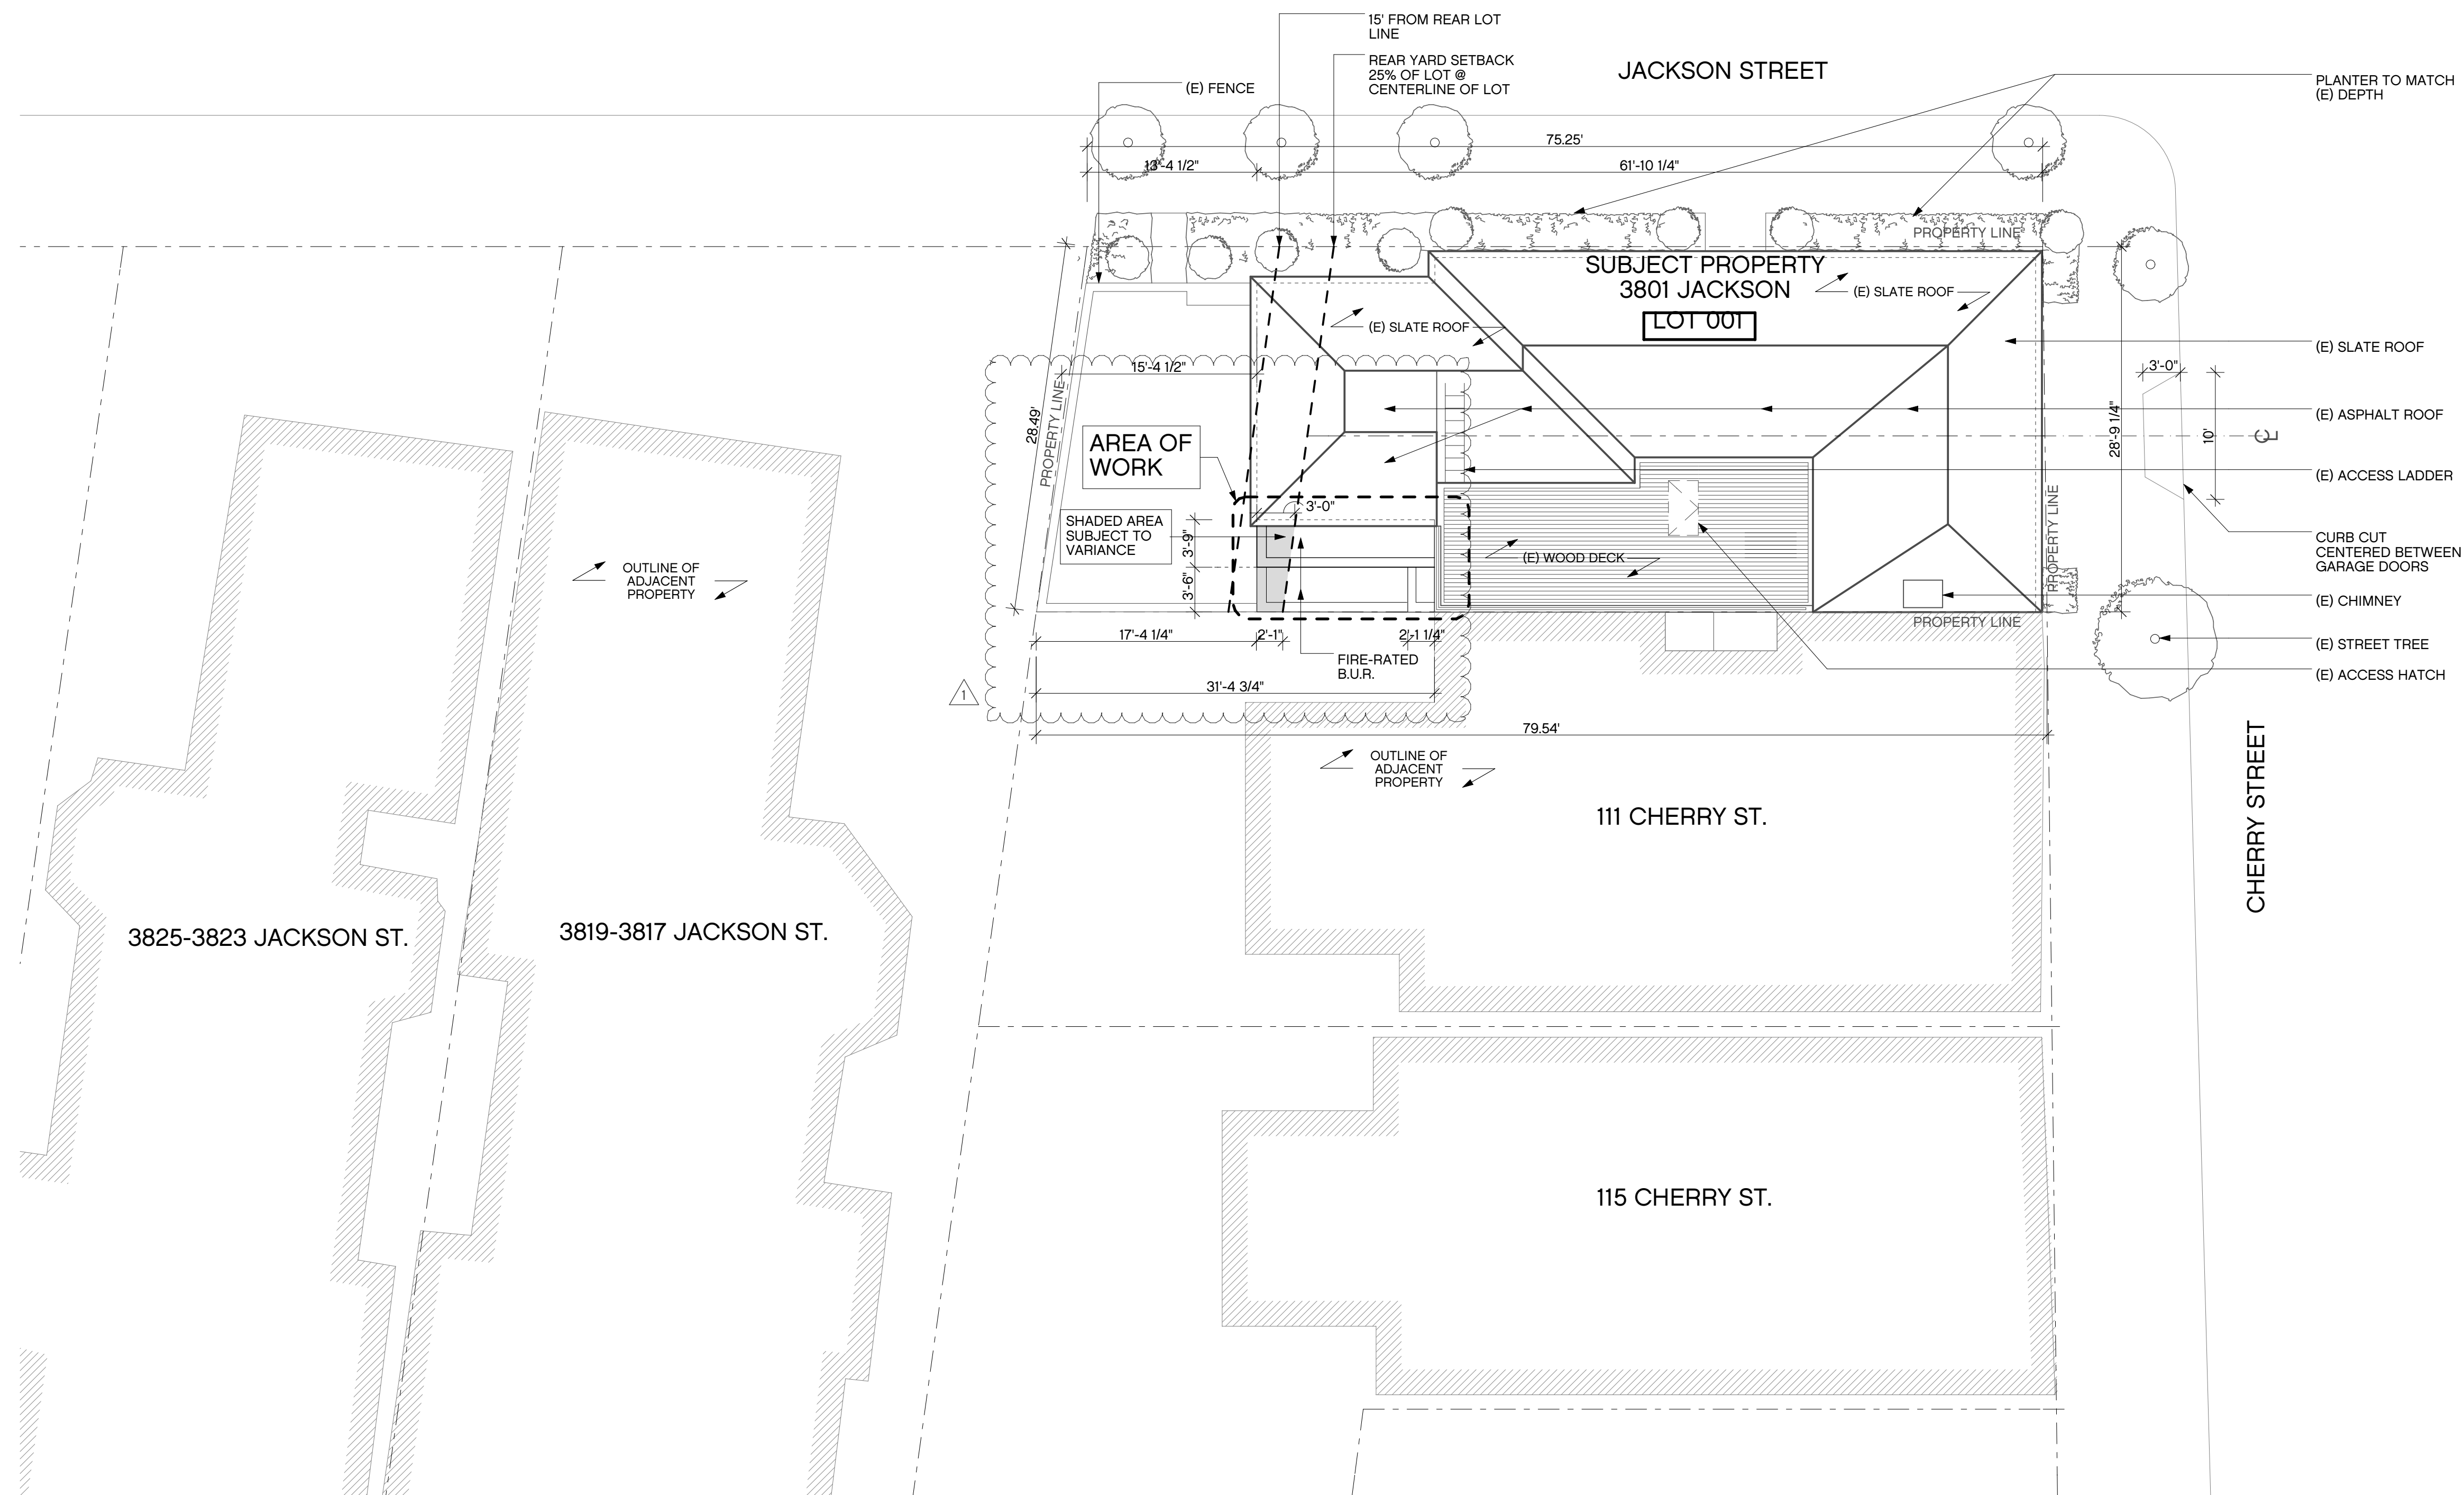 15' FROM REAR LOT
LINE
REAR YARD SETBACK
25% OF LOT @
CENTERLINE OF LOT
JACKSON STREET
(E) FENCE
PLANTER TO MATCH
(E) DEPTH
75.25'
13'-4 1/2"
61'-10 1/4"
PROPERTY LINE
SUBJECT PROPERTY
3801 JACKSON
LOT 001
(E) SLATE ROOF
(E) SLATE ROOF
(E) SLATE ROOF
15'-4 1/2"
3'-0"
28.49'
PROPERTY LINE
(E) ASPHALT ROOF
28'-9 1/4"
10'
CL
AREA OF
WORK
(E) ACCESS LADDER
3'-0"
SHADED AREA
SUBJECT TO
VARIANCE
3'-9"
3'-6"
(E) WOOD DECK
PROPERTY LINE
CURB CUT
CENTERED BETWEEN
GARAGE DOORS
OUTLINE OF
ADJACENT
PROPERTY
(E) CHIMNEY
PROPERTY LINE
17'-4 1/4"
2'-1"
2'-1 1/4"
(E) STREET TREE
FIRE-RATED
B.U.R.
(E) ACCESS HATCH
31'-4 3/4"
1
79.54'
OUTLINE OF
ADJACENT
PROPERTY
111 CHERRY ST.
CHERRY STREET
3825-3823 JACKSON ST.
3819-3817 JACKSON ST.
115 CHERRY ST.